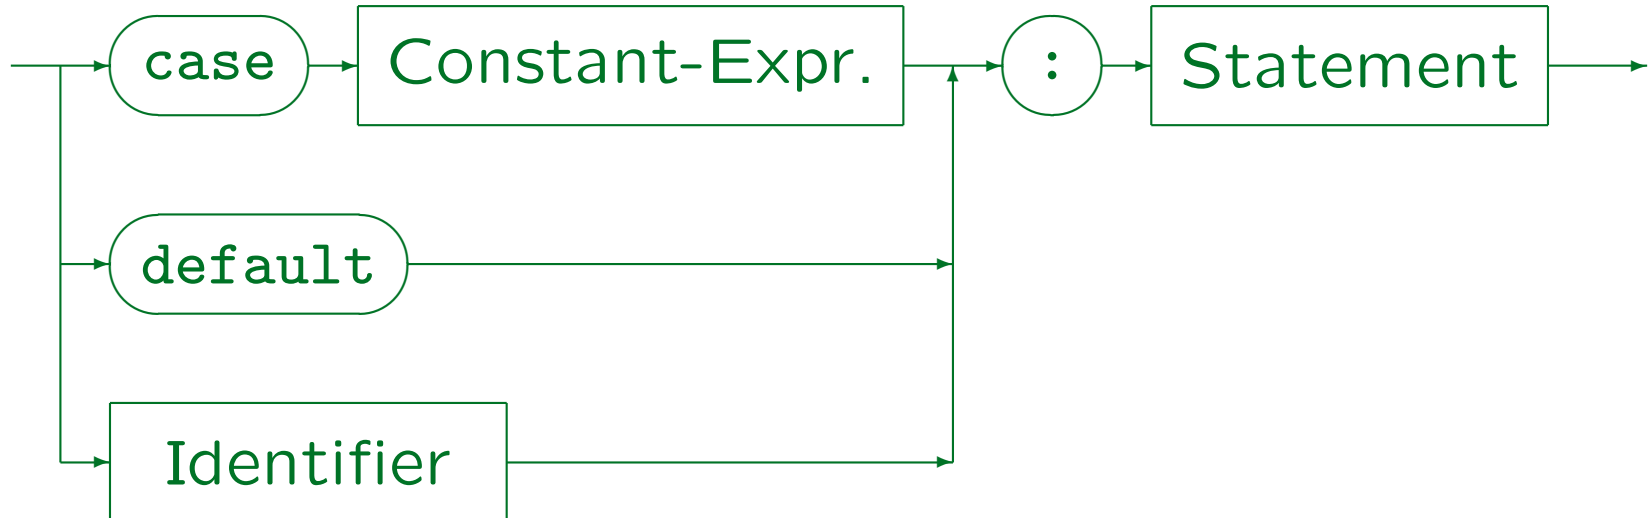 case Constant-Expr. : Statement
default
Identifier